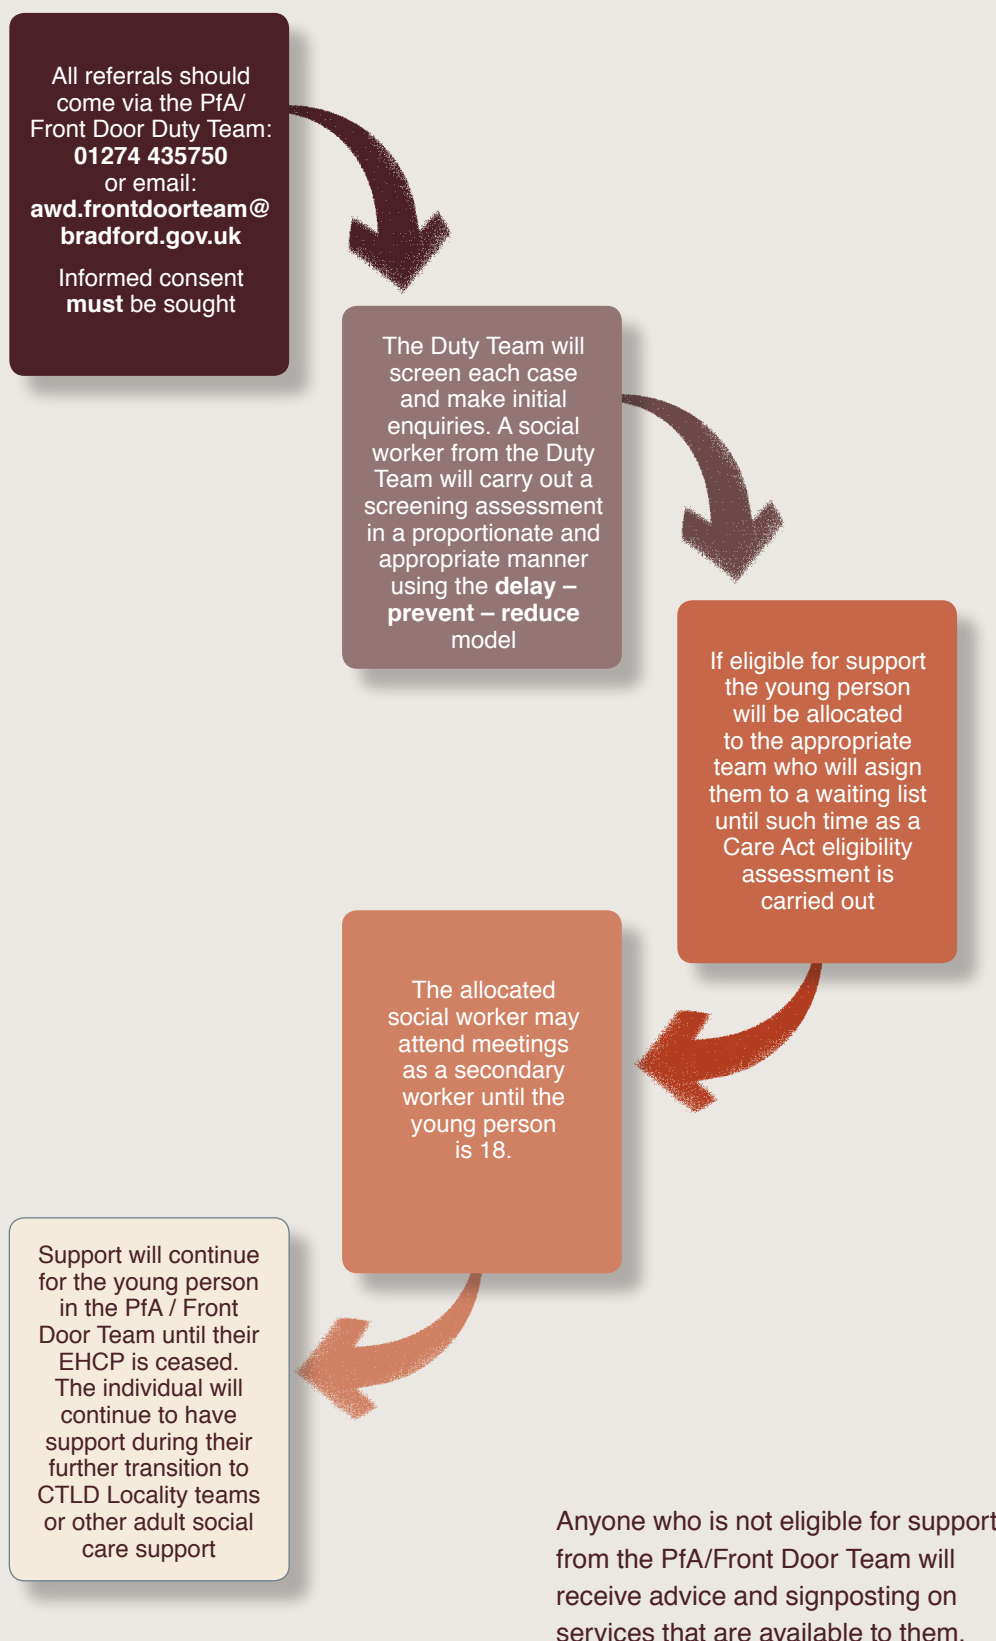 All referrals should
come via the PfA/
Front Door Duty Team:
01274 435750
or email:
awd.frontdoorteam@
bradford.gov.uk
Informed consent
must be sought
The Duty Team will
screen each case
and make initial
enquiries. A social
worker from the Duty
Team will carry out a
screening assessment
in a proportionate and
appropriate manner
using the delay –
prevent – reduce
model
If eligible for support
the young person
will be allocated
to the appropriate
team who will asign
them to a waiting list
until such time as a
Care Act eligibility
assessment is
carried out
The allocated
social worker may
attend meetings
as a secondary
worker until the
young person
is 18.
Support will continue
for the young person
in the PfA / Front
Door Team until their
EHCP is ceased.
The individual will
continue to have
support during their
further transition to
CTLD Locality teams
or other adult social
care support
Anyone who is not eligible for support
from the PfA/Front Door Team will
receive advice and signposting on
services that are available to them.